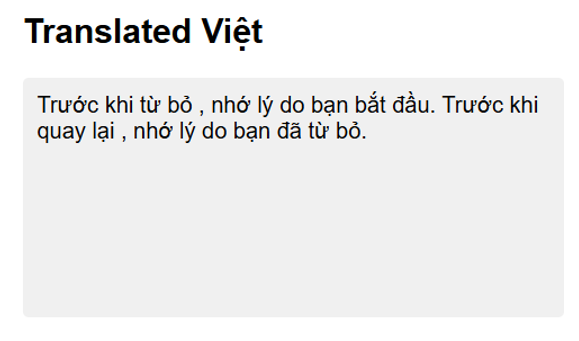 Translated Việt
Trước khi từ bỏ , nhớ lý do bạn bắt đầu. Trước khi
quay lại , nhớ lý do bạn đã từ bỏ.